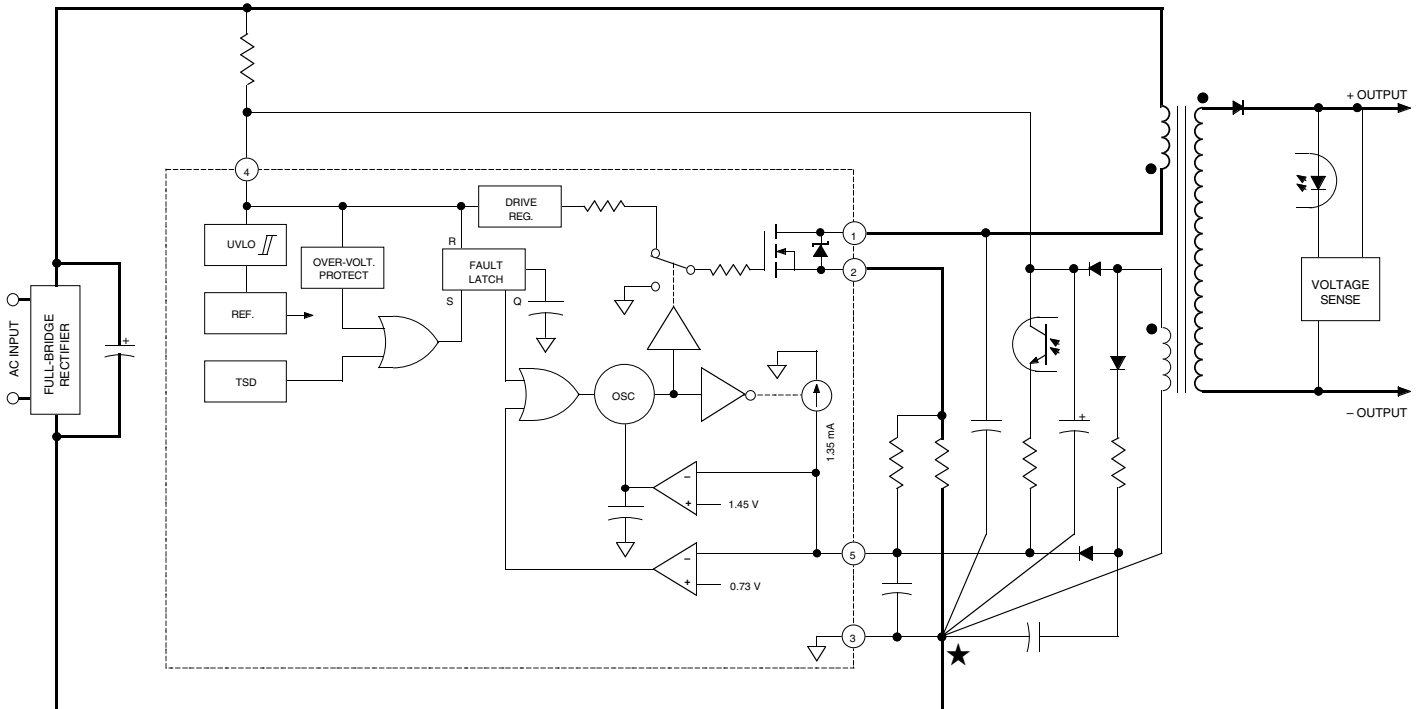 + OUTPUT
4
DRIVE
REG.
R
1
UVLO
OVER-VOLT.
PROTECT
FAULT
LATCH
2
VOLTAGE
SENSE
S
Q
REF.
+
AC INPUT
FULL-BRIDGE
RECTIFIER
TSD
OSC
– OUTPUT
+
1.35 mA
–
+
1.45 V
5
–
+
0.73 V
3